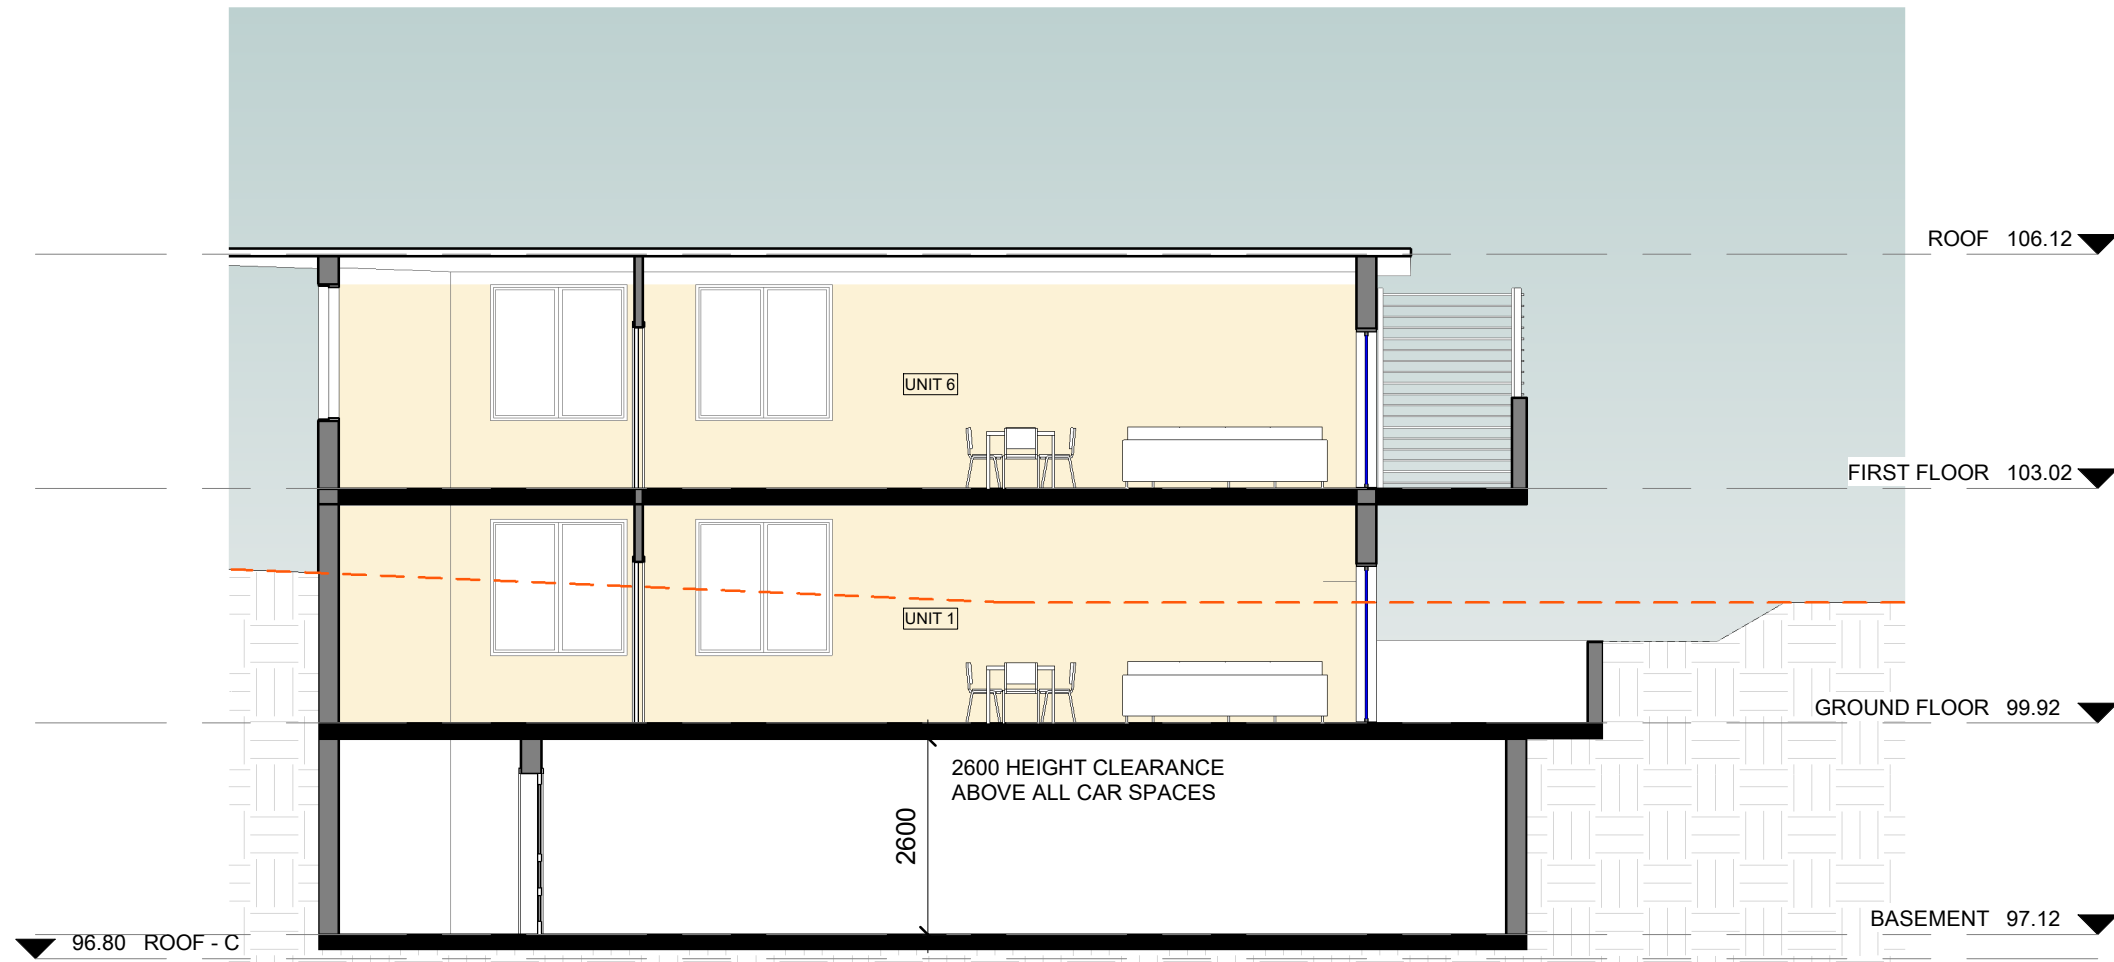 ROOF 106.12
UNIT 6
FIRST FLOOR 103.02
UNIT 1
GROUND FLOOR 99.92
2600 HEIGHT CLEARANCE
ABOVE ALL CAR SPACES
2600
BASEMENT 97.12
96.80 ROOF - C